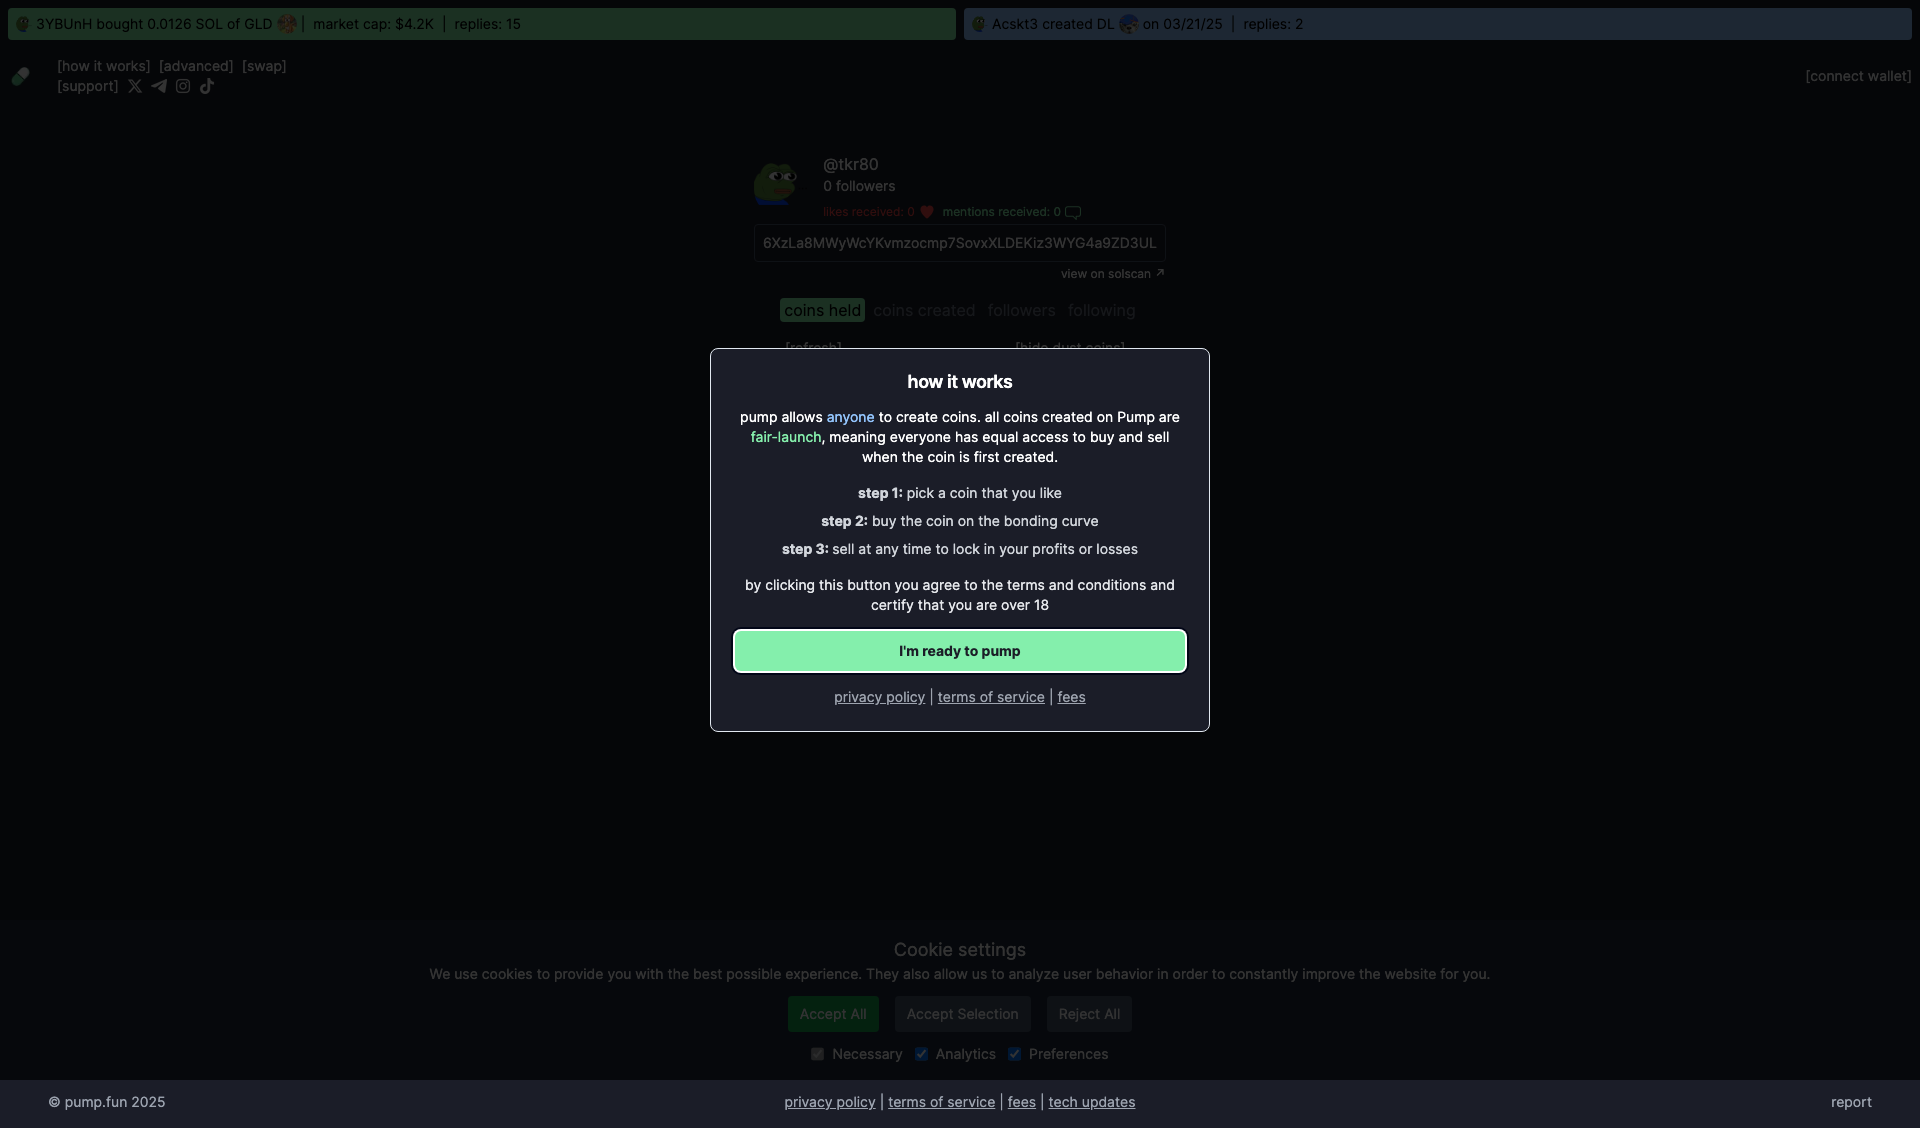 3YBUnH bought 0.0126 SOL of GLD | market cap: $4.2K | replies: 15
Acskt3 created DL on 03/21/25 | replies: 2
[how it works] [advanced] [swap]
[support]
[connect wallet]
@tkr80
0 followers
likes received: 0 mentions received: 0
6XzLa8MWyWcYKvmzocmp7SovxXLDEKiz3WYG4a9ZD3UL
view on solscan ↗
coins held coins created followers following
[refresh] [hide dust coins]
how it works
pump allows anyone to create coins. all coins created on Pump are
fair-launch, meaning everyone has equal access to buy and sell
when the coin is first created.
step 1: pick a coin that you like
step 2: buy the coin on the bonding curve
step 3: sell at any time to lock in your profits or losses
by clicking this button you agree to the terms and conditions and
certify that you are over 18
I'm ready to pump
privacy policy | terms of service | fees
Cookie settings
We use cookies to provide you with the best possible experience. They also allow us to analyze user behavior in order to constantly improve the website for you.
Accept All Accept Selection Reject All
Necessary Analytics Preferences
© pump.fun 2025
privacy policy | terms of service | fees | tech updates
report